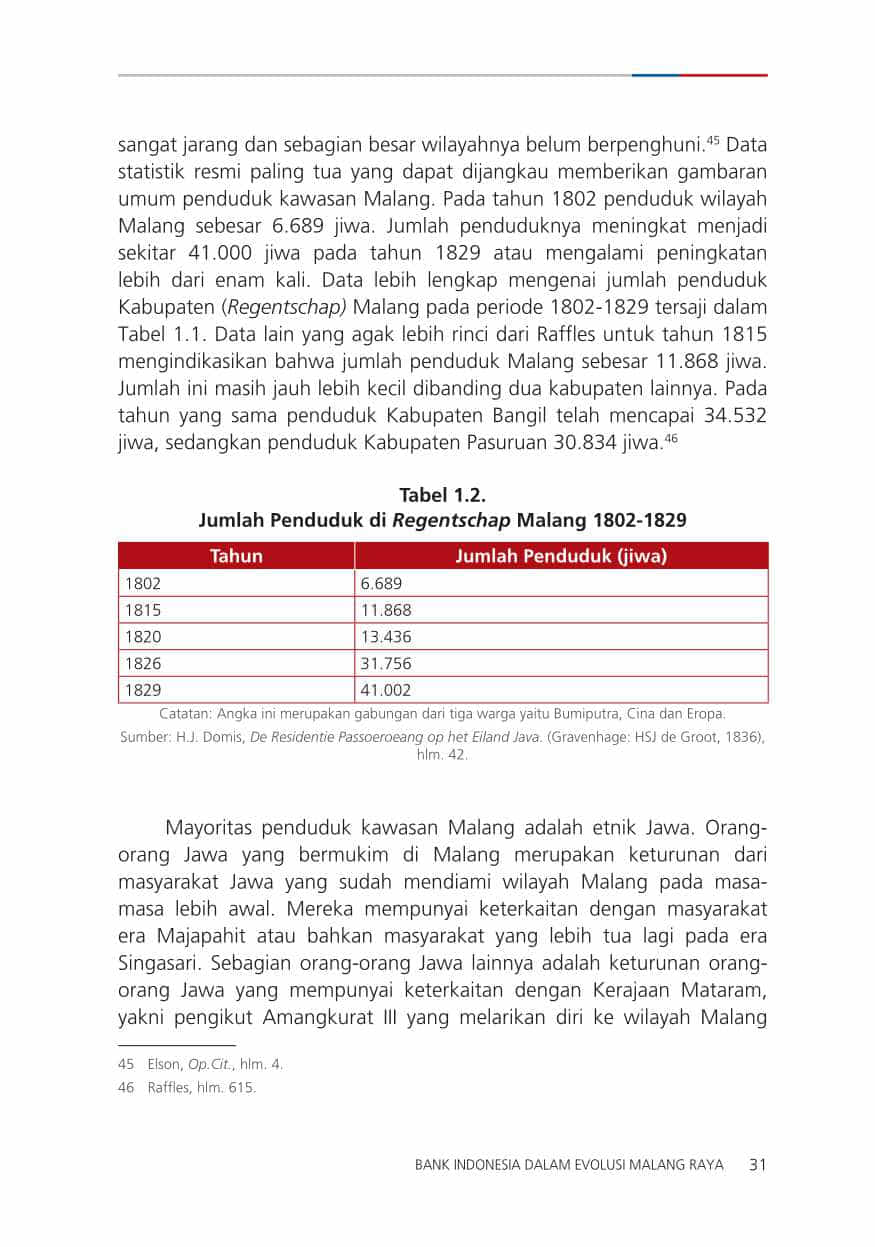 sangat jarang dan sebagian besar wilayahnya belum berpenghuni.45 Data
statistik resmi paling tua yang dapat dijangkau memberikan gambaran
umum penduduk kawasan Malang. Pada tahun 1802 penduduk wilayah
Malang sebesar 6.689 jiwa. Jumlah penduduknya meningkat menjadi
sekitar 41.000 jiwa pada tahun 1829 atau mengalami peningkatan
lebih dari enam kali. Data lebih lengkap mengenai jumlah penduduk
Kabupaten (Regentschap) Malang pada periode 1802-1829 tersaji dalam
Tabel 1.1. Data lain yang agak lebih rinci dari Raffles untuk tahun 1815
mengindikasikan bahwa jumlah penduduk Malang sebesar 11.868 jiwa.
Jumlah ini masih jauh lebih kecil dibanding dua kabupaten lainnya. Pada
tahun yang sama penduduk Kabupaten Bangil telah mencapai 34.532
jiwa, sedangkan penduduk Kabupaten Pasuruan 30.834 jiwa.46
Tabel 1.2.
Jumlah Penduduk di Regentschap Malang 1802-1829
Tahun Jumlah Penduduk (jiwa)
1802 6.689
1815 11.868
1820 13.436
1826 31.756
1829 41.002
Catatan: Angka ini merupakan gabungan dari tiga warga yaitu Bumiputra, Cina dan Eropa.
Sumber: H.J. Domis, De Residentie Passoeroeang op het Eiland Java. (Gravenhage: HSJ de Groot, 1836),
hlm. 42.
Mayoritas penduduk kawasan Malang adalah etnik Jawa. Orang-
orang Jawa yang bermukim di Malang merupakan keturunan dari
masyarakat Jawa yang sudah mendiami wilayah Malang pada masa-
masa lebih awal. Mereka mempunyai keterkaitan dengan masyarakat
era Majapahit atau bahkan masyarakat yang lebih tua lagi pada era
Singasari. Sebagian orang-orang Jawa lainnya adalah keturunan orang-
orang Jawa yang mempunyai keterkaitan dengan Kerajaan Mataram,
yakni pengikut Amangkurat III yang melarikan diri ke wilayah Malang
45 Elson, Op.Cit., hlm. 4.
46 Raffles, hlm. 615.
BANK INDONESIA DALAM EVOLUSI MALANG RAYA 31